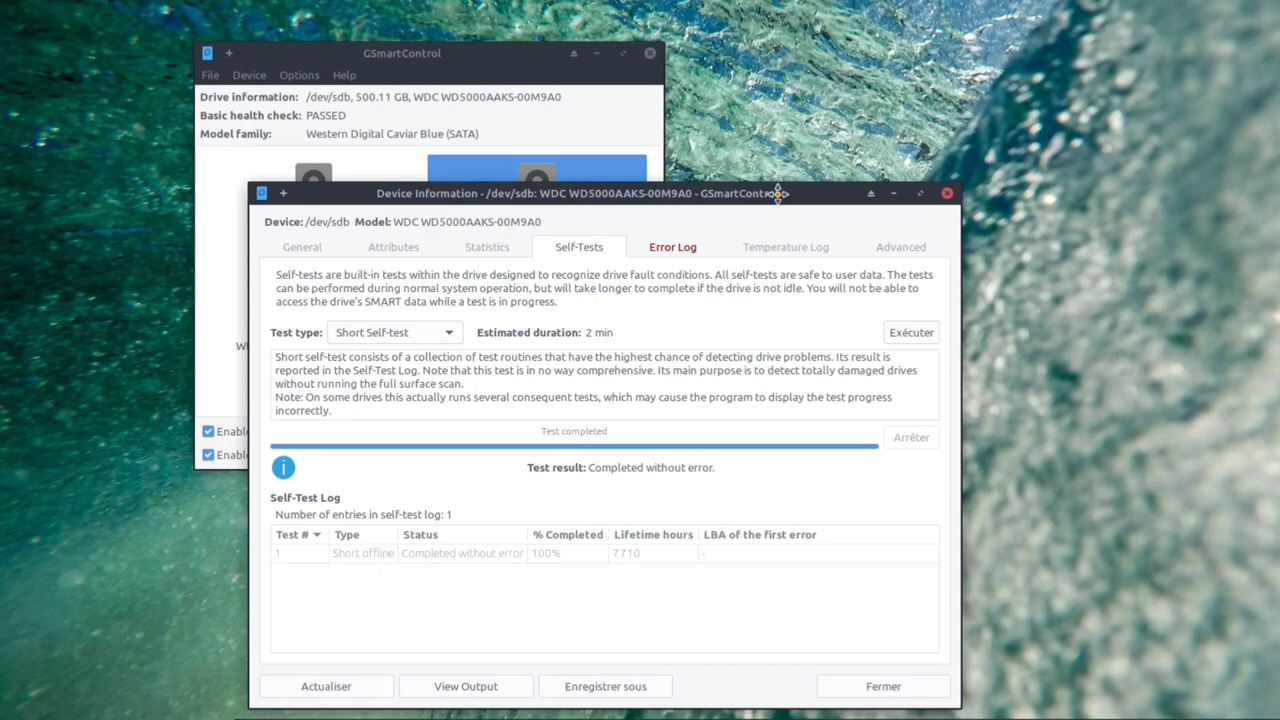 GSmartControl
File Device Options Help
Drive information: /dev/sdb, 500.11 GB, WDC WD5000AAKS-00M9A0
Basic health check: PASSED
Model family: Western Digital Caviar Blue (SATA)
W
Enabl
Enabl
Device Information - /dev/sdb: WDC WD5000AAKS-00M9A0 - GSmartControl
Device: /dev/sdb Model: WDC WD5000AAKS-00M9A0
General Attributes Statistics Self-Tests Error Log Temperature Log Advanced
Self-tests are built-in tests within the drive designed to recognize drive fault conditions. All self-tests are safe to user data. The tests
can be performed during normal system operation, but will take longer to complete if the drive is not idle. You will not be able to
access the drive's SMART data while a test is in progress.
Test type: Short Self-test Estimated duration: 2 min Exécuter
Short self-test consists of a collection of test routines that have the highest chance of detecting drive problems. Its result is
reported in the Self-Test Log. Note that this test is in no way comprehensive. Its main purpose is to detect totally damaged drives
without running the full surface scan.
Note: On some drives this actually runs several consequent tests, which may cause the program to display the test progress
incorrectly.
Test completed
Arrêter
Test result: Completed without error.
Self-Test Log
Number of entries in self-test log: 1
Test # Type Status % Completed Lifetime hours LBA of the first error
1 Short offline Completed without error 100% 7.710 -
Actualiser View Output Enregistrer sous Fermer